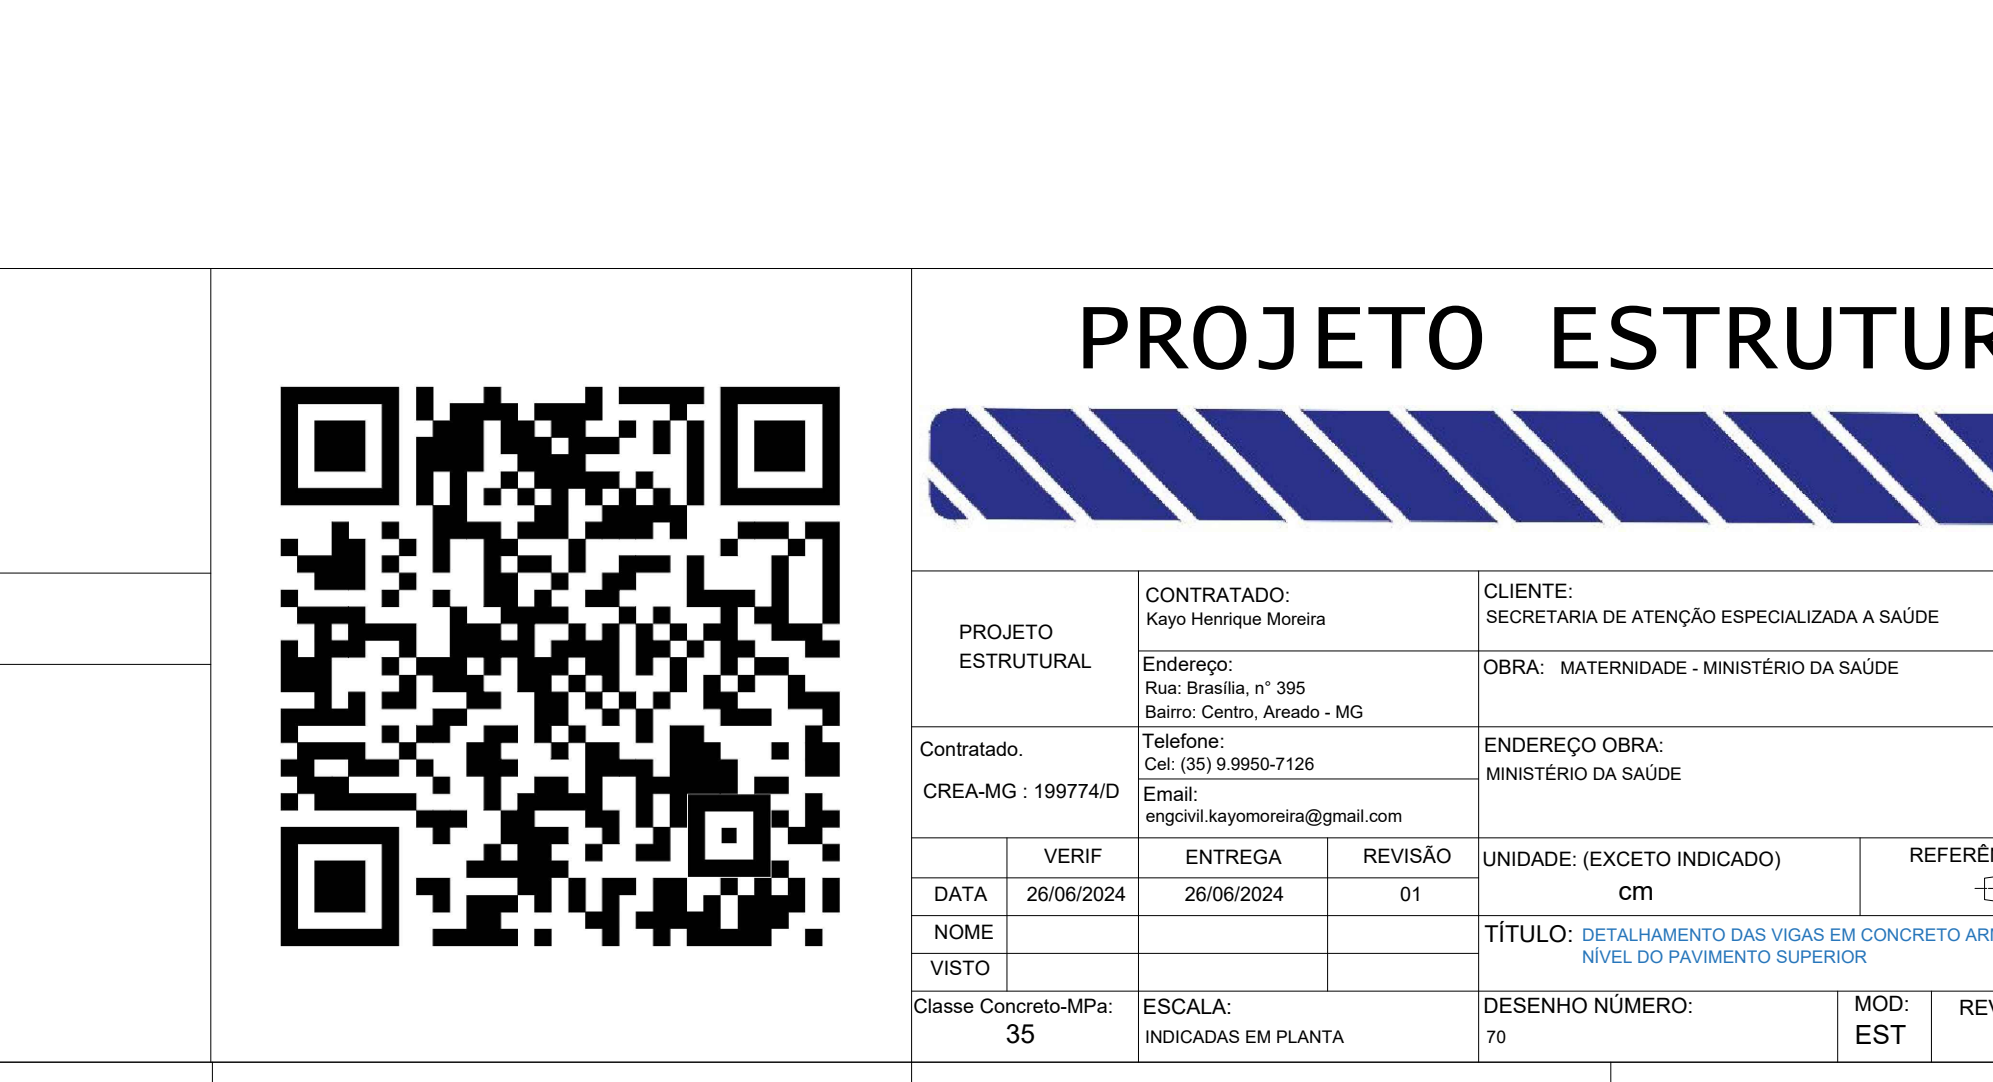 PROJETO ESTRUTUR
PROJETO
ESTRUTURAL
CONTRATADO:
Kayo Henrique Moreira
CLIENTE:
SECRETARIA DE ATENÇÃO ESPECIALIZADA A SAÚDE
Endereço:
Rua: Brasília, n° 395
Bairro: Centro, Areado - MG
OBRA: MATERNIDADE - MINISTÉRIO DA SAÚDE
Contratado.
CREA-MG : 199774/D
Telefone:
Cel: (35) 9.9950-7126
Email:
engcivil.kayomoreira@gmail.com
ENDEREÇO OBRA:
MINISTÉRIO DA SAÚDE
VERIF ENTREGA REVISÃO
DATA 26/06/2024 26/06/2024 01
NOME
VISTO
UNIDADE: (EXCETO INDICADO)
cm
TÍTULO: DETALHAMENTO DAS VIGAS EM CONCRETO
NÍVEL DO PAVIMENTO SUPERIOR
Classe Concreto-MPa:
35
ESCALA:
INDICADAS EM PLANTA
DESENHO NÚMERO:
70
MOD:
EST